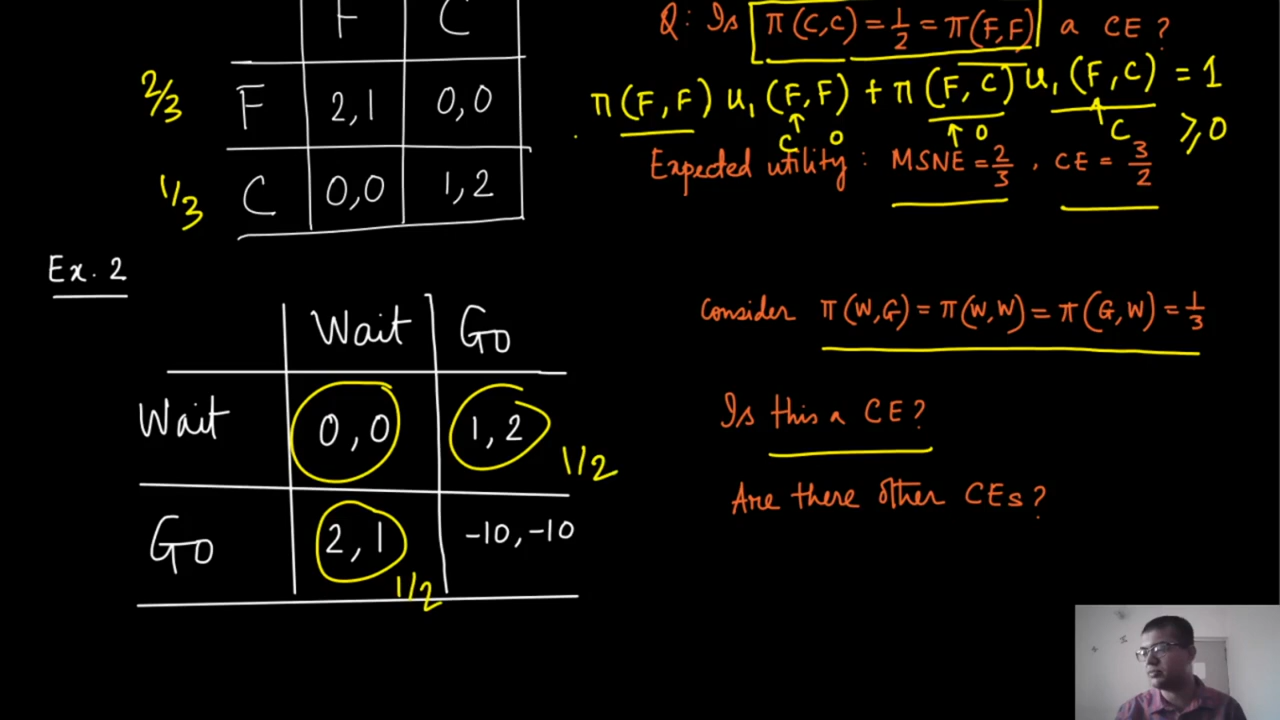 F C
2/3 F 2,1 0,0
1/3 C 0,0 1,2
Q: Is π(C,C) = 1/2 = π(F,F) a CE?
π(F,F) u₁(F,F) + π(F,C) u₁(F,C) = 1
C 0 0 C ≥ 0
Expected utility: MSNE = 2/3, CE = 3/2
Ex. 2
Wait Go
Wait 0,0 1,2 1/2
Go 2,1 1/2 -10,-10
Consider π(W,G) = π(W,W) = π(G,W) = 1/3
Is this a CE?
Are there other CEs?